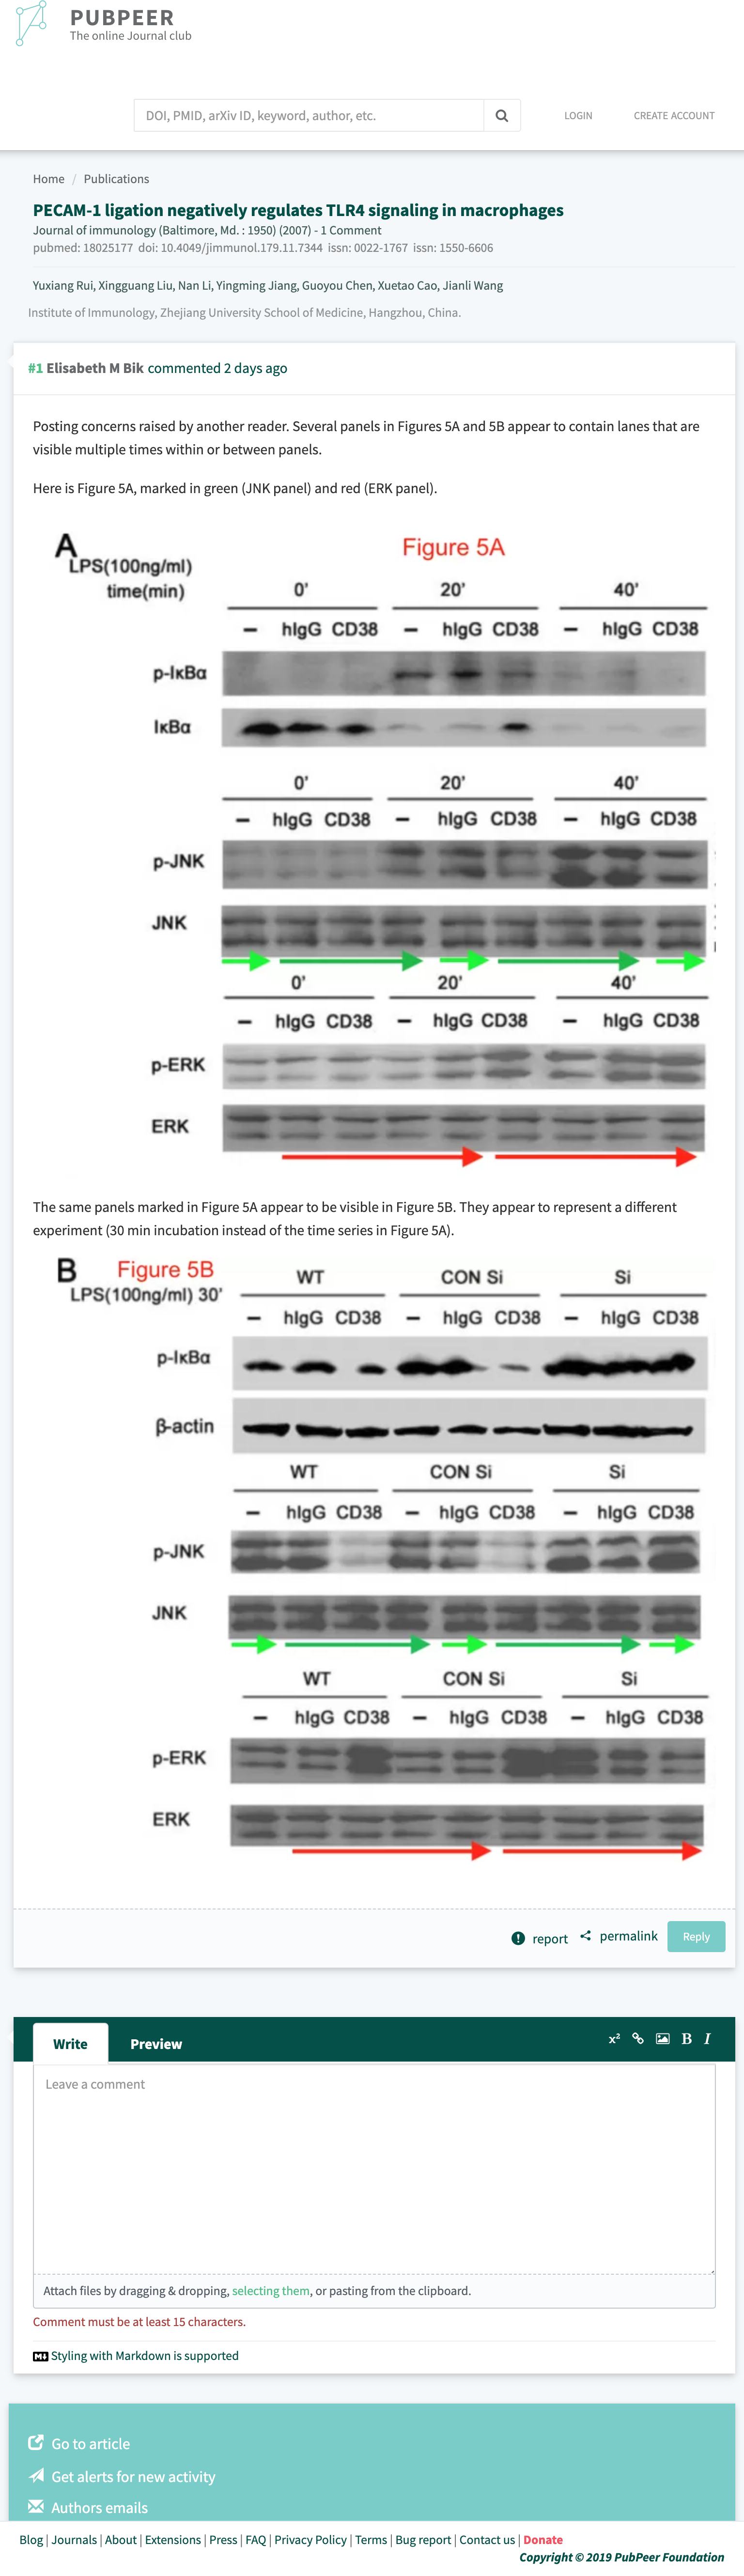 PUBPEER
The online Journal club
DOI, PMID, arXiv ID, keyword, author, etc.
LOGIN
CREATE ACCOUNT
Home / Publications
PECAM-1 ligation negatively regulates TLR4 signaling in macrophages
Journal of immunology (Baltimore, Md. : 1950) (2007) - 1 Comment
pubmed: 18025177 doi: 10.4049/jimmunol.179.11.7344 issn: 0022-1767 issn: 1550-6606
Yuxiang Rui, Xingguang Liu, Nan Li, Yingming Jiang, Guoyou Chen, Xuetao Cao, Jianli Wang
Institute of Immunology, Zhejiang University School of Medicine, Hangzhou, China.
#1 Elisabeth M Bik commented 2 days ago
Posting concerns raised by another reader. Several panels in Figures 5A and 5B appear to contain lanes that are
visible multiple times within or between panels.
Here is Figure 5A, marked in green (JNK panel) and red (ERK panel).
A
Figure 5A
LPS(100ng/ml)
time(min) 0' 20' 40'
– hIgG CD38 – hIgG CD38 – hIgG CD38
p-IκBα
IκBα
0' 20' 40'
– hIgG CD38 – hIgG CD38 – hIgG CD38
p-JNK
JNK
0' 20' 40'
– hIgG CD38 – hIgG CD38 – hIgG CD38
p-ERK
ERK
The same panels marked in Figure 5A appear to be visible in Figure 5B. They appear to represent a different
experiment (30 min incubation instead of the time series in Figure 5A).
B Figure 5B
WT CON Si Si
LPS(100ng/ml) 30'
– hIgG CD38 – hIgG CD38 – hIgG CD38
p-IκBα
β-actin
WT CON Si Si
– hIgG CD38 – hIgG CD38 – hIgG CD38
p-JNK
JNK
WT CON Si Si
– hIgG CD38 – hIgG CD38 – hIgG CD38
p-ERK
ERK
report permalink Reply
Write Preview x² B I
Leave a comment
Attach files by dragging & dropping, selecting them, or pasting from the clipboard.
Comment must be at least 15 characters.
Styling with Markdown is supported
Go to article
Get alerts for new activity
Authors emails
Blog | Journals | About | Extensions | Press | FAQ | Privacy Policy | Terms | Bug report | Contact us | Donate
Copyright © 2019 PubPeer Foundation